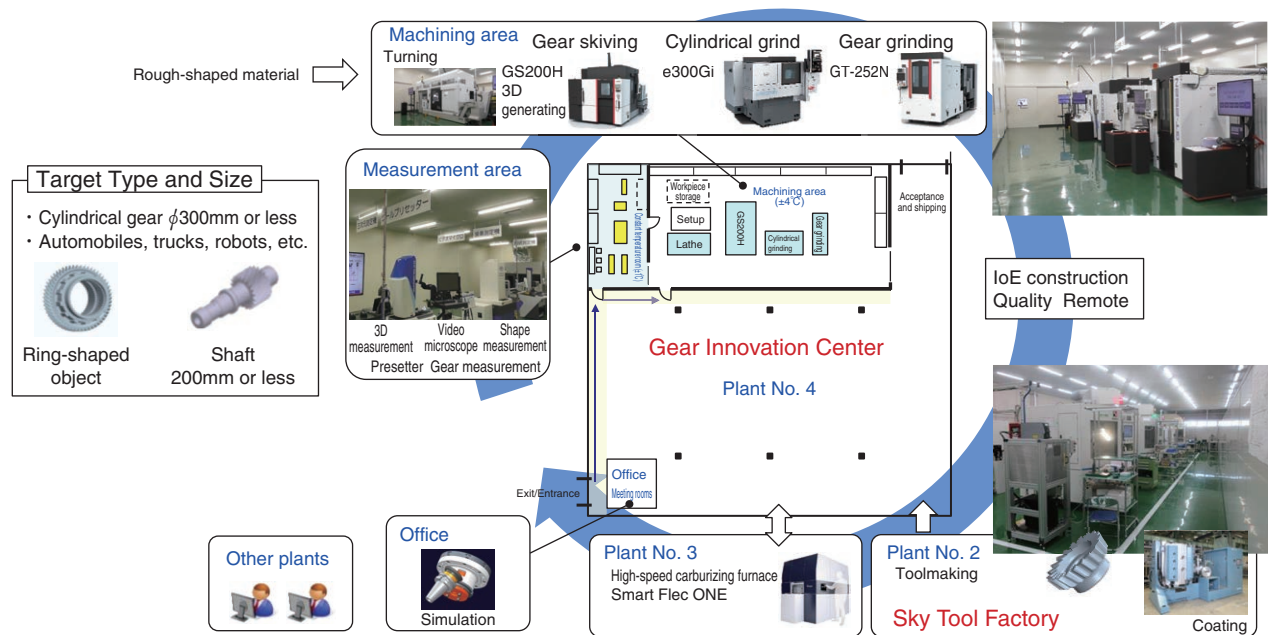 Machining area
Turning
Gear skiving
GS200H
3D
generating
Cylindrical grind
e300Gi
Gear grinding
GT-252N
Rough-shaped material
Target Type and Size
・Cylindrical gear ϕ300mm or less
・Automobiles, trucks, robots, etc.
Ring-shaped
object
Shaft
200mm or less
Measurement area
3D
measurement
Video
microscope
Shape
measurement
Presetter
Gear measurement
Workpiece
storage
Machining area
(±4℃)
Acceptance
and shipping
Setup
Lathe
GS200H
Cylindrical
grinding
Gear grinding
IoE construction
Quality Remote
Gear Innovation Center
Plant No. 4
Office
Meeting rooms
Exit/Entrance
Other plants
Office
Simulation
Plant No. 3
High-speed carburizing furnace
Smart Flec ONE
Plant No. 2
Toolmaking
Sky Tool Factory
Coating